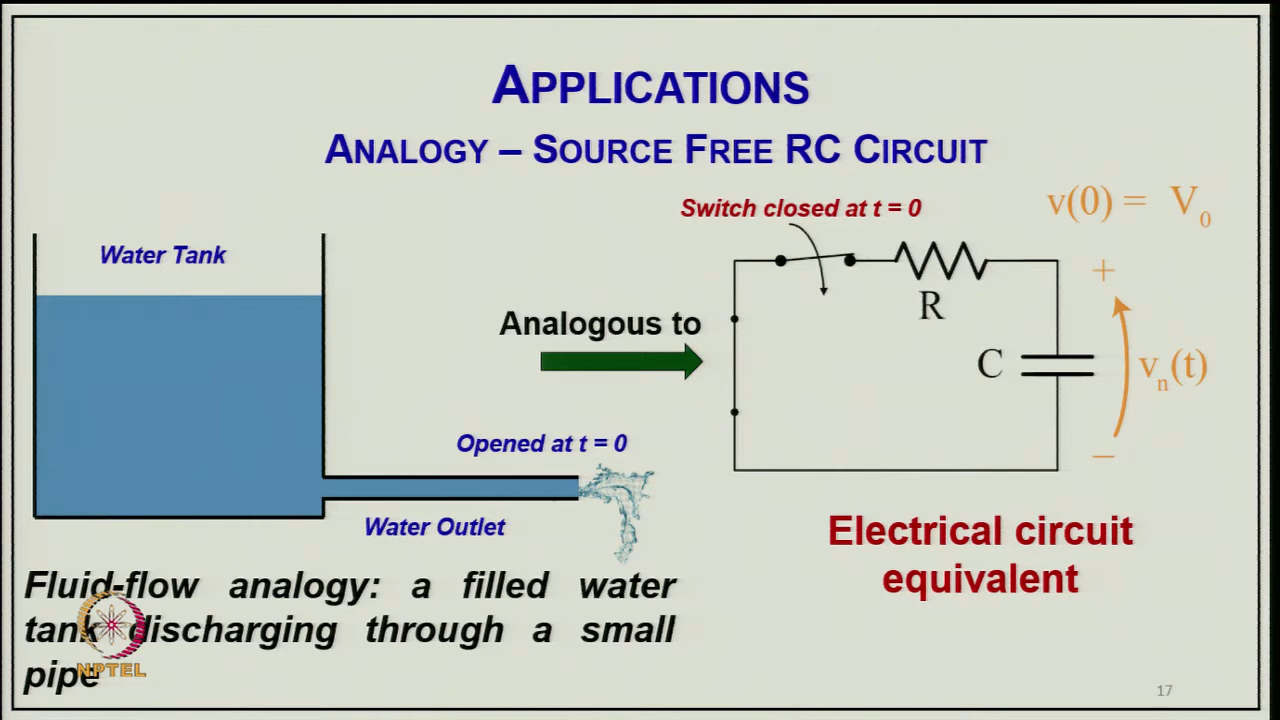 APPLICATIONS
ANALOGY – SOURCE FREE RC CIRCUIT
Switch closed at t = 0
v(0) = V0
Water Tank
+
R
Analogous to
C
vn(t)
Opened at t = 0
–
Water Outlet
Electrical circuit
equivalent
Fluid-flow analogy: a filled water
tank discharging through a small
pipe
NPTEL
17